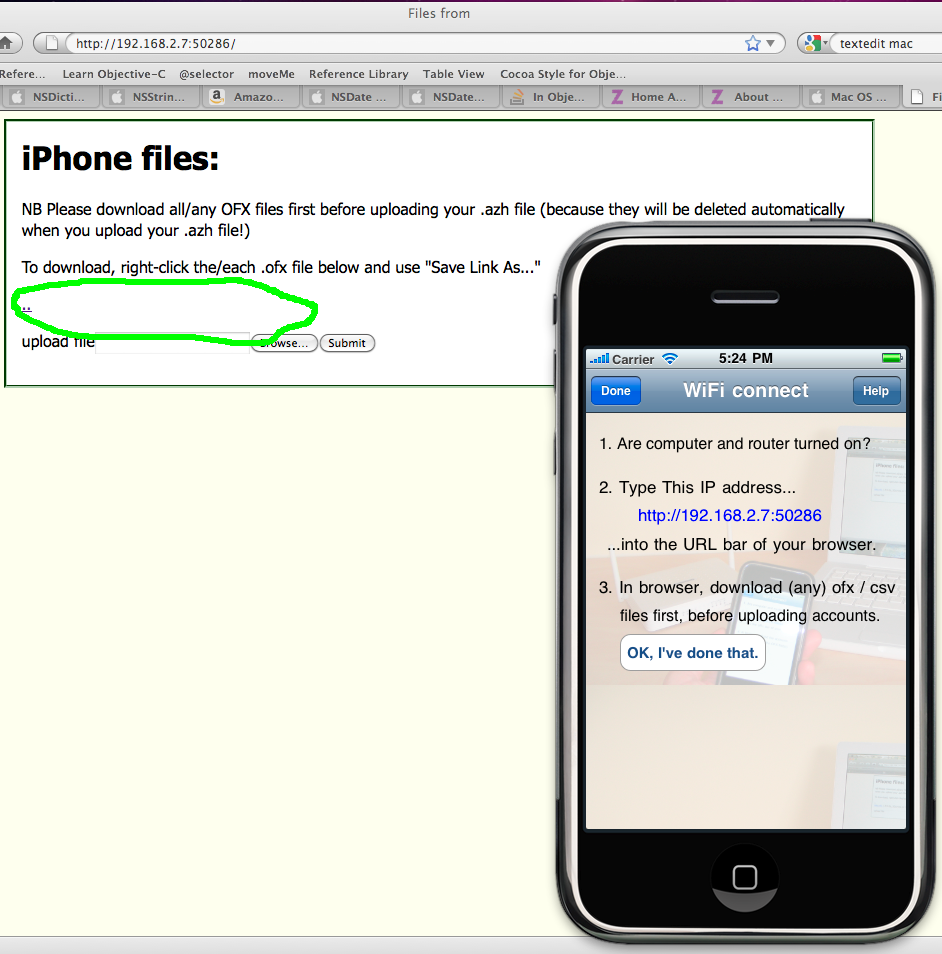 Files from
http://192.168.2.7:50286/
textedit mac
Refere... Learn Objective-C @selector moveMe Reference Library Table View Cocoa Style for Obje...
NSDicti... NSStrin... Amazo... NSDate ... NSDate... In Obje... Home A... About ... Mac OS ... Fi
iPhone files:
NB Please download all/any OFX files first before uploading your .azh file (because they will be deleted automatically
when you upload your .azh file!)
To download, right-click the/each .ofx file below and use "Save Link As..."
..
upload file Browse... Submit
Carrier 5:24 PM
Done WiFi connect Help
1. Are computer and router turned on?
2. Type This IP address...
http://192.168.2.7:50286
...into the URL bar of your browser.
3. In browser, download (any) ofx / csv
files first, before uploading accounts.
OK, I've done that.